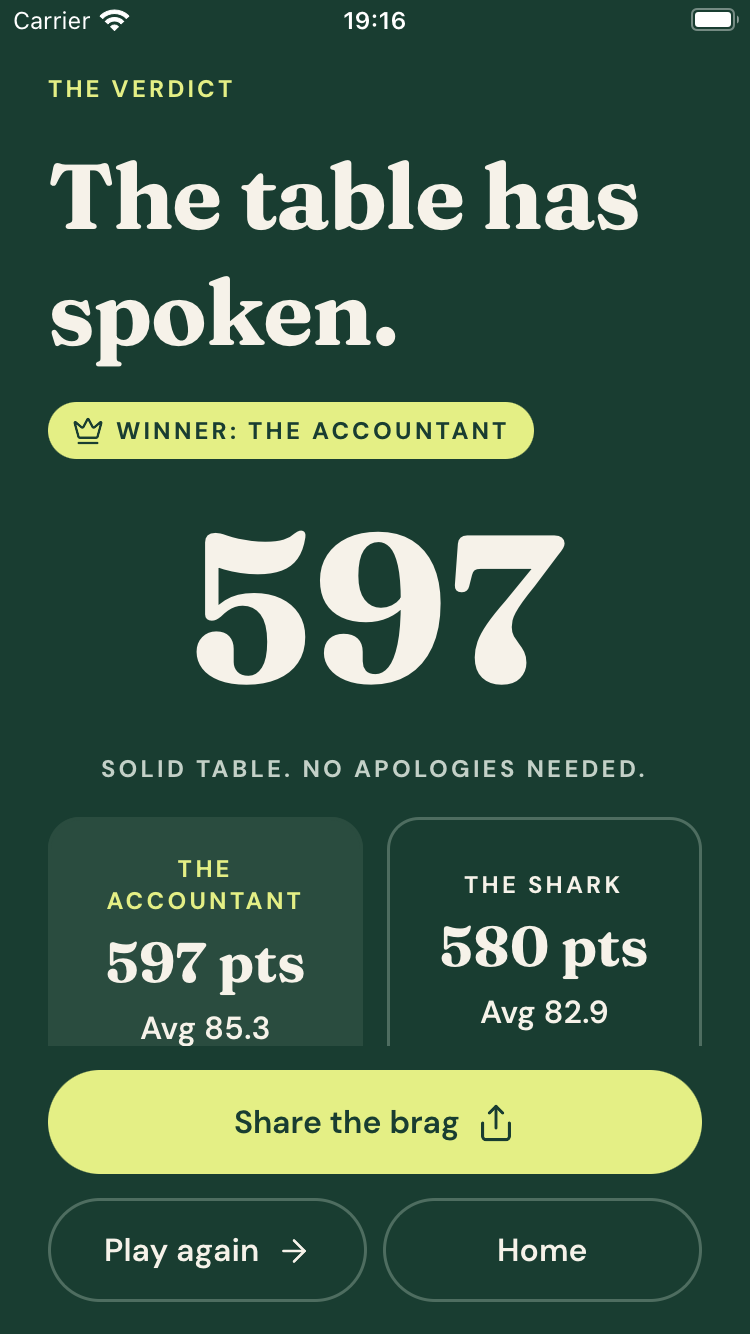 Carrier 19:16
THE VERDICT
The table has
spoken.
WINNER: THE ACCOUNTANT
597
SOLID TABLE. NO APOLOGIES NEEDED.
THE
ACCOUNTANT
597 pts
Avg 85.3
THE SHARK
580 pts
Avg 82.9
Share the brag
Play again
Home